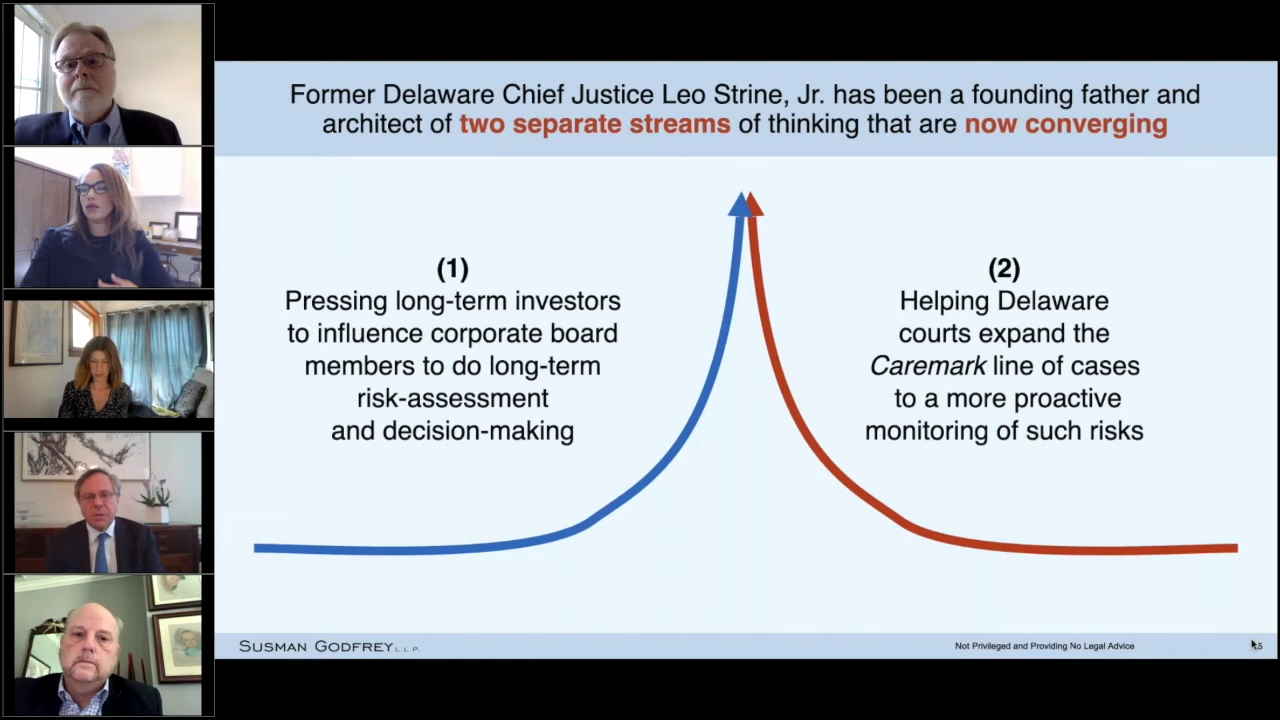 Former Delaware Chief Justice Leo Strine, Jr. has been a founding father and
architect of two separate streams of thinking that are now converging
(1)
Pressing long-term investors
to influence corporate board
members to do long-term
risk-assessment
and decision-making
(2)
Helping Delaware
courts expand the
Caremark line of cases
to a more proactive
monitoring of such risks
SUSMAN GODFREY L.L.P.
Not Privileged and Providing No Legal Advice